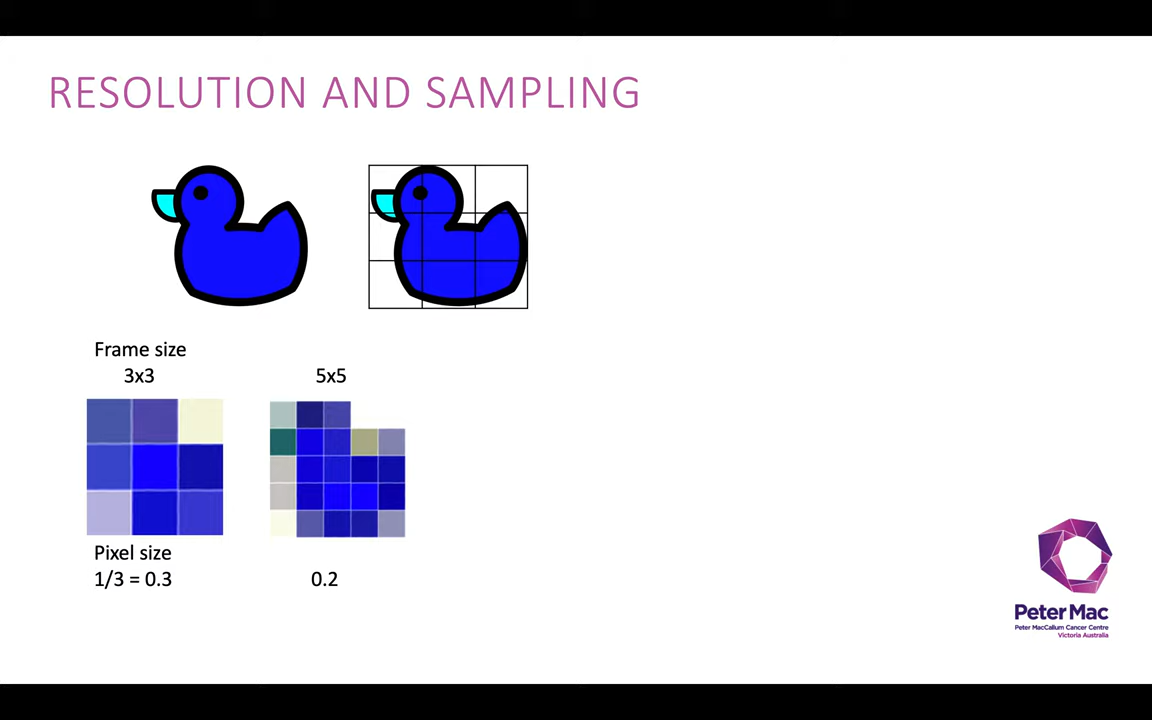 RESOLUTION AND SAMPLING
Frame size
3x3
5x5
Pixel size
1/3 = 0.3
0.2
Peter Mac
Peter MacCallum Cancer Centre
Victoria Australia